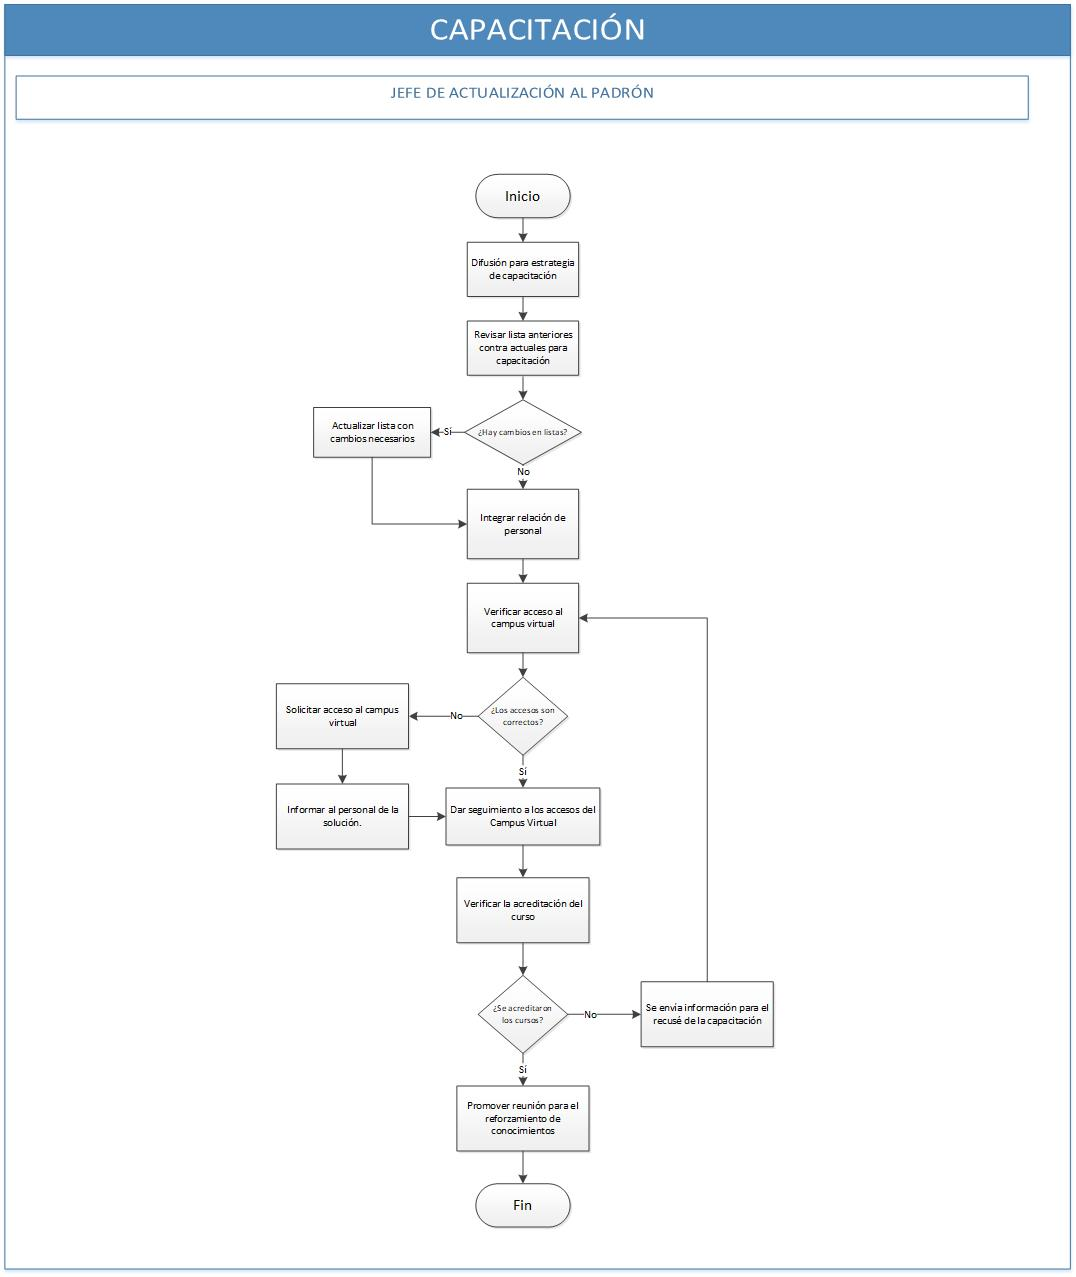 CAPACITACIÓN
JEFE DE ACTUALIZACIÓN AL PADRÓN
Inicio
Difusión para estrategia
de capacitación
Revisar lista anteriores
contra actuales para
capacitación
¿Hay cambios en listas?
Sí
Actualizar lista con
cambios necesarios
No
Integrar relación de
personal
Verificar acceso al
campus virtual
¿Los accesos son
correctos?
No
Solicitar acceso al campus
virtual
Informar al personal de la
solución.
Sí
Dar seguimiento a los accesos del
Campus Virtual
Verificar la acreditación del
curso
¿Se acreditaron
los cursos?
No
Se envía información para el
recusé de la capacitación
Sí
Promover reunión para el
reforzamiento de
conocimientos
Fin